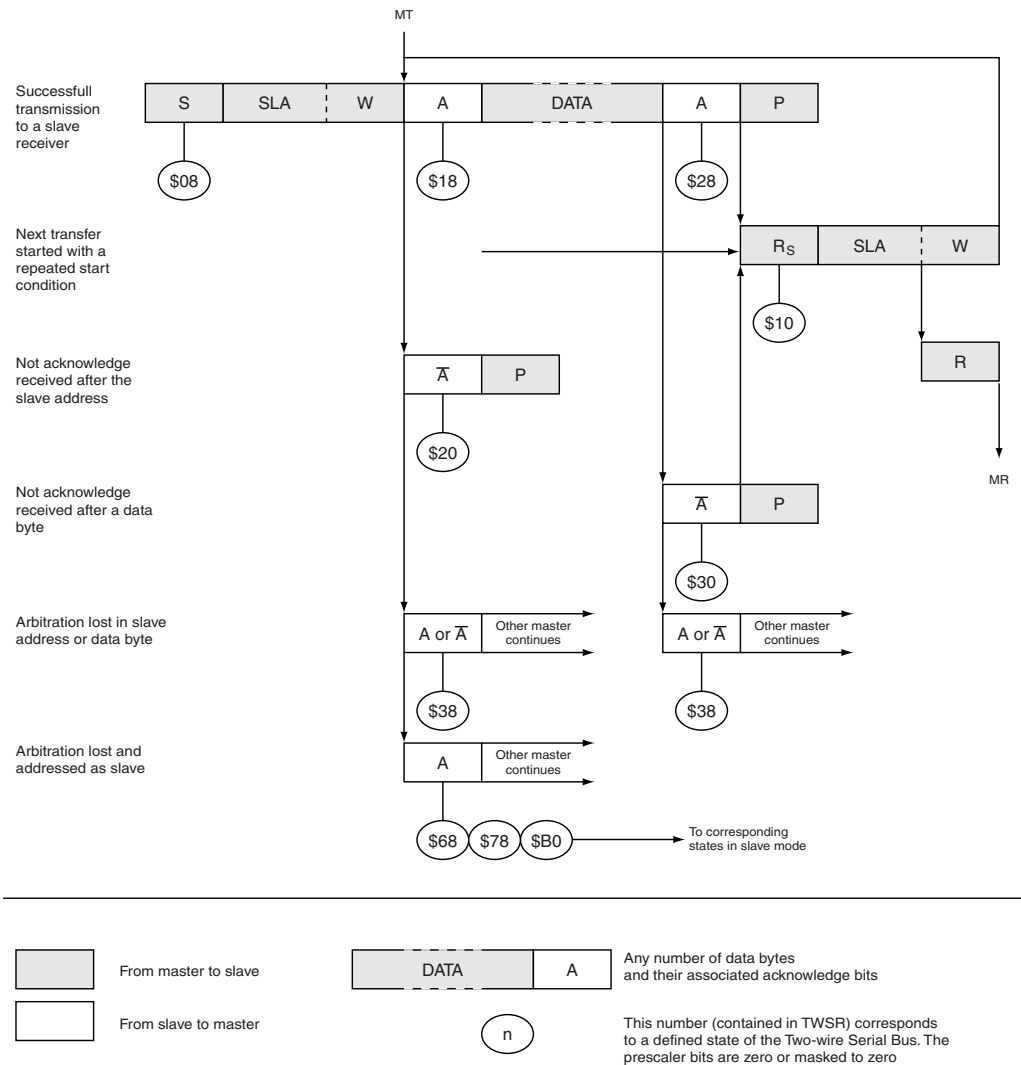 MT
Successfull
transmission
to a slave
receiver
S SLA W A DATA A P
$08 $18 $28
Next transfer
started with a
repeated start
condition
RS SLA W
$10
Not acknowledge
received after the
slave address
A̅ P
R
$20
MR
Not acknowledge
received after a data
byte
A̅ P
$30
Arbitration lost in slave
address or data byte
A or A̅
Other master
continues
A or A̅
Other master
continues
$38 $38
Arbitration lost and
addressed as slave
A
Other master
continues
$68 $78 $B0
To corresponding
states in slave mode
From master to slave
DATA A
Any number of data bytes
and their associated acknowledge bits
From slave to master
n
This number (contained in TWSR) corresponds
to a defined state of the Two-wire Serial Bus. The
prescaler bits are zero or masked to zero